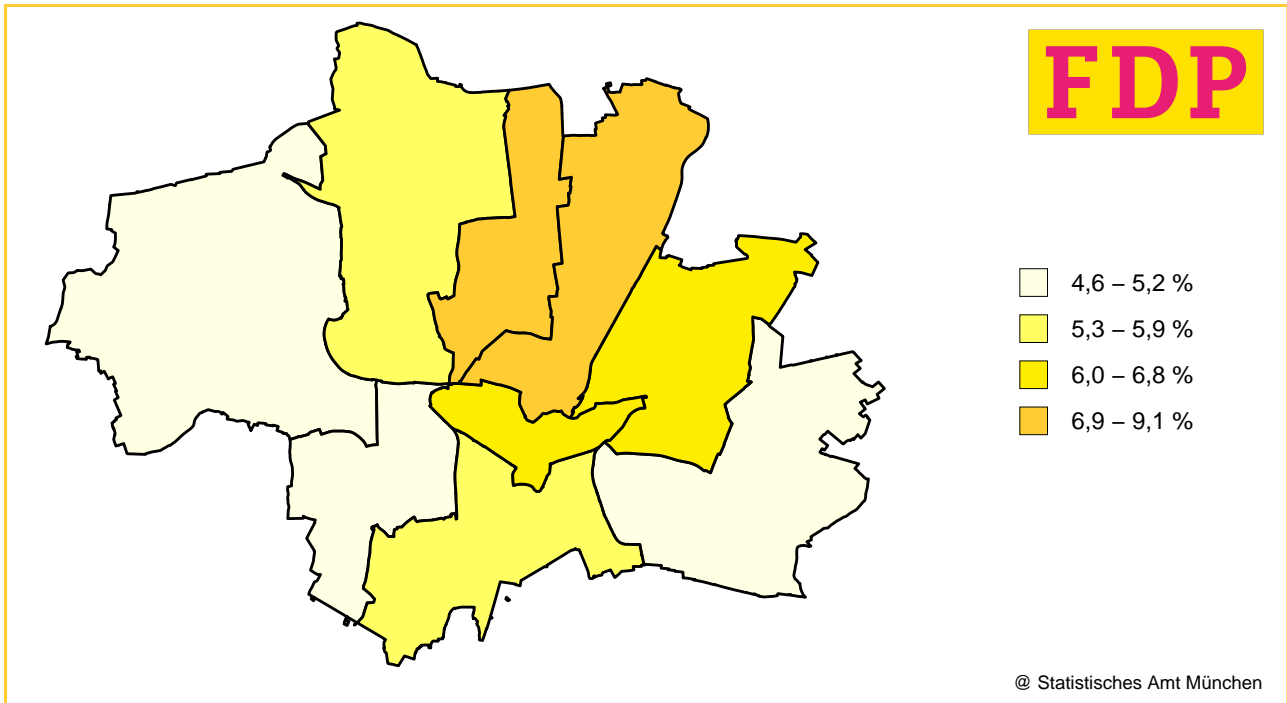 FDP
4,6 – 5,2 %
5,3 – 5,9 %
6,0 – 6,8 %
6,9 – 9,1 %
@ Statistisches Amt München